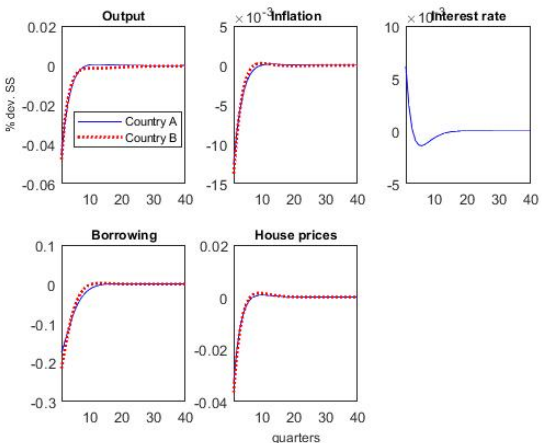 Output
% dev. SS
0.02
0
-0.02
-0.04
-0.06
10 20 30 40
Country A
Country B
Inflation
×10-3
5
0
-5
-10
-15
10 20 30 40
Interest rate
×10-3
10
5
0
-5
10 20 30 40
Borrowing
0.1
0
-0.1
-0.2
-0.3
10 20 30 40
House prices
0.02
0
-0.02
-0.04
10 20 30 40
quarters